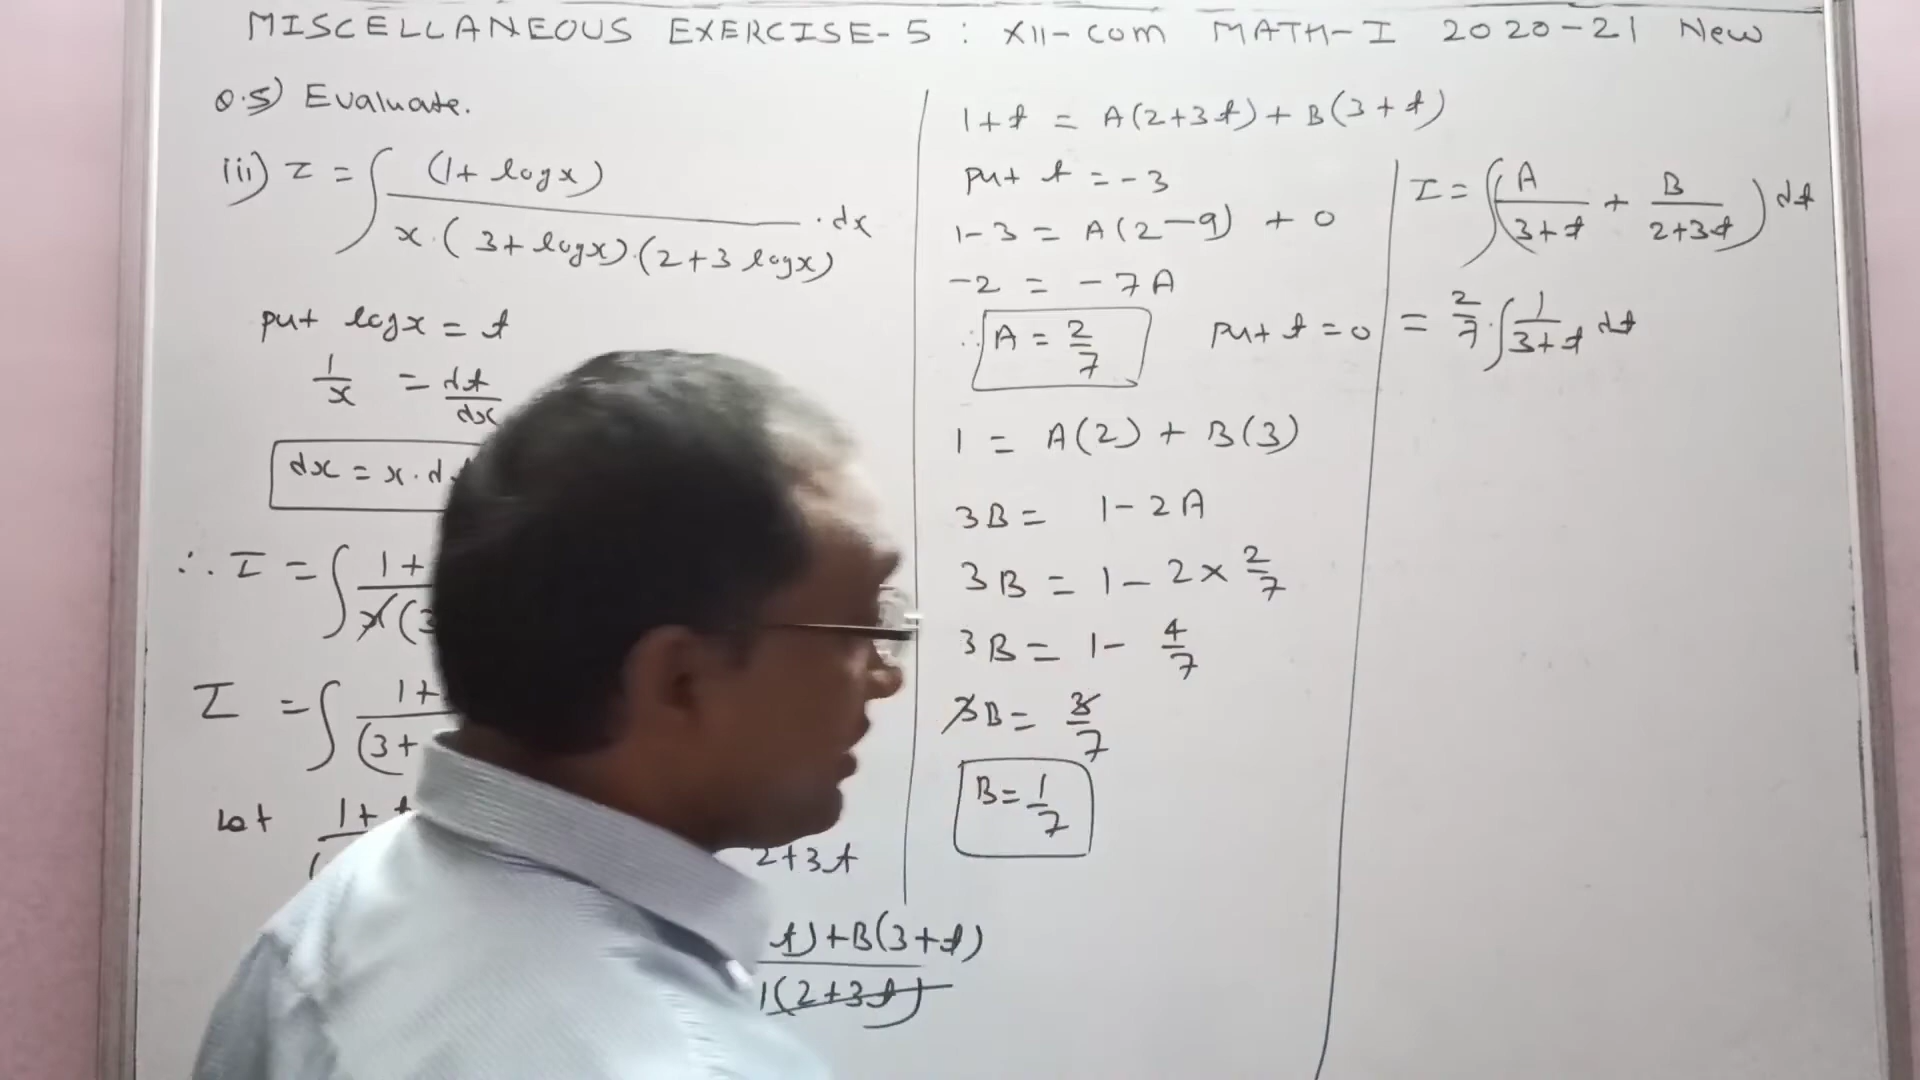 MISCELLANEOUS EXERCISE-5 : XII-com MATH-I 2020-21 New
Q.5) Evaluate.
iii) I = ∫ (1+ logx) / x.(3+logx).(2+3 logx) .dx
put logx = t
1/x = dt/dx
dx = x.d
∴ I = ∫ 1+ / x(3
I = ∫ 1+ / (3+
Let 1+t
2+3t
t)+B(3+t)
(2+3t)
1+t = A(2+3t)+B(3+t)
put t = -3
1-3 = A(2-9) + 0
-2 = -7A
∴ A = 2/7 put t = 0
1 = A(2) + B(3)
3B = 1-2A
3B = 1-2×2/7
3B = 1- 4/7
3B = 3/7
B = 1/7
I = ∫(A/3+t + B/2+3t) dt
= 2/7.∫1/3+t dt